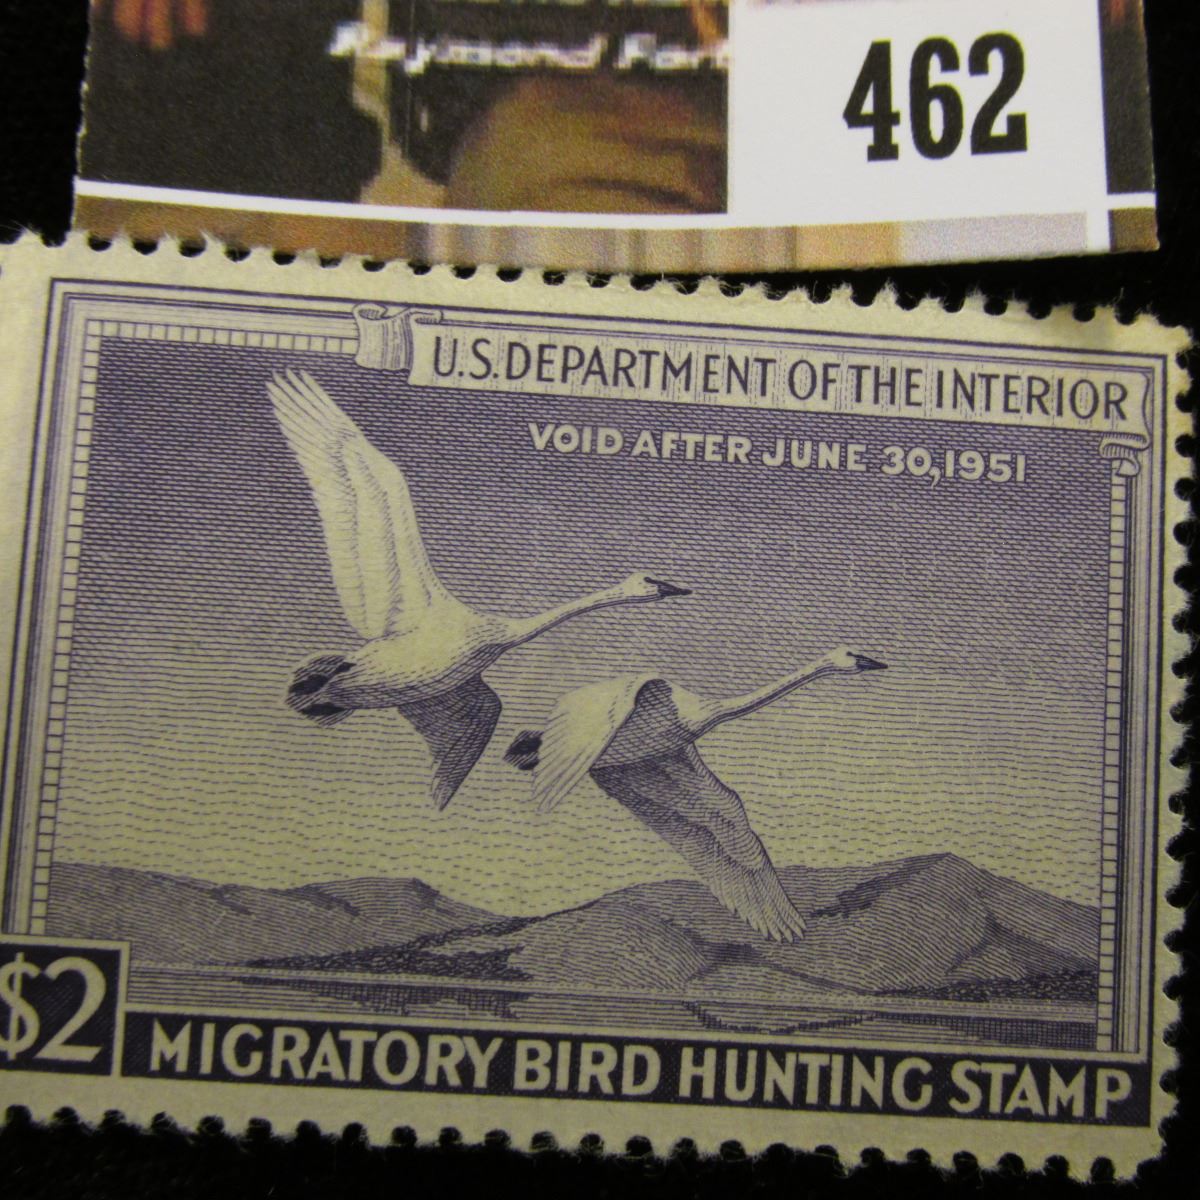 462
U.S. DEPARTMENT OF THE INTERIOR
VOID AFTER JUNE 30, 1951
$2
MIGRATORY BIRD HUNTING STAMP